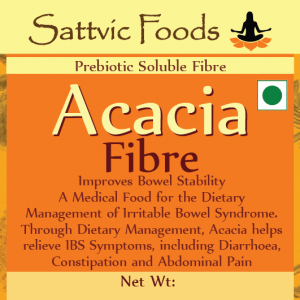 Sattvic Foods
Prebiotic Soluble Fibre
Acacia
Fibre
Improves Bowel Stability
A Medical Food for the Dietary
Management of Irritable Bowel Syndrome.
Through Dietary Management, Acacia helps
relieve IBS Symptoms, including Diarrhoea,
Constipation and Abdominal Pain
Net Wt: